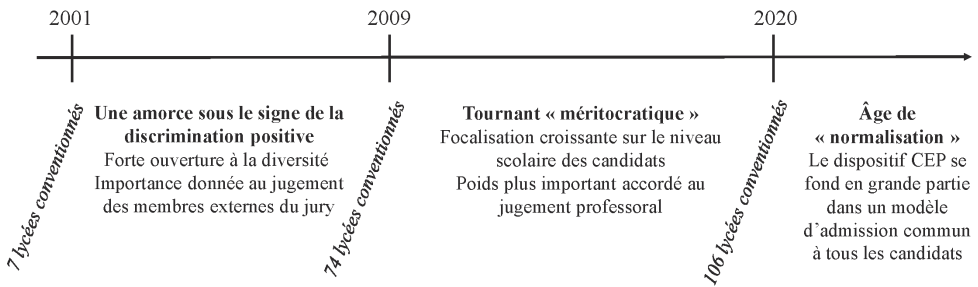 2001
2009
2020
7 lycées conventionnés
Une amorce sous le signe de la
discrimination positive
Forte ouverture à la diversité
Importance donnée au jugement
des membres externes du jury
74 lycées conventionnés
Tournant « méritocratique »
Focalisation croissante sur le niveau
scolaire des candidats
Poids plus important accordé au
jugement professoral
106 lycées conventionnés
Âge de
« normalisation »
Le dispositif CEP se
fond en grande partie
dans un modèle
d’admission commun
à tous les candidats